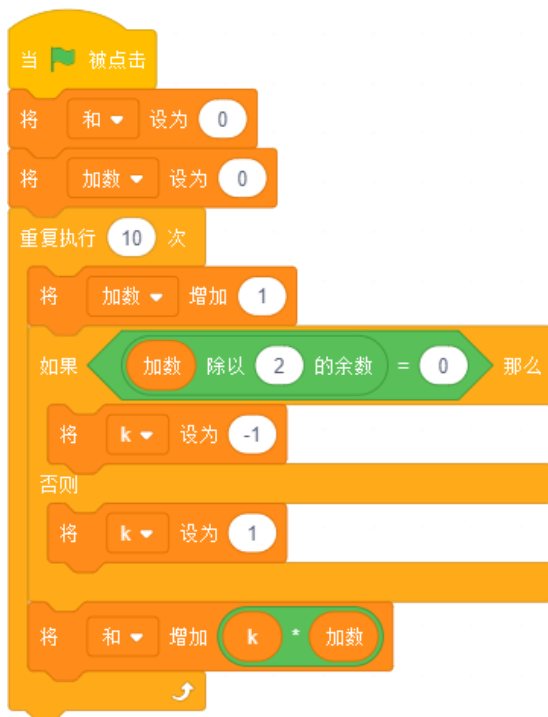 当 被点击
将 和 设为 0
将 加数 设为 0
重复执行 10 次
将 加数 增加 1
如果 加数 除以 2 的余数 = 0 那么
将 k 设为 -1
否则
将 k 设为 1
将 和 增加 k * 加数